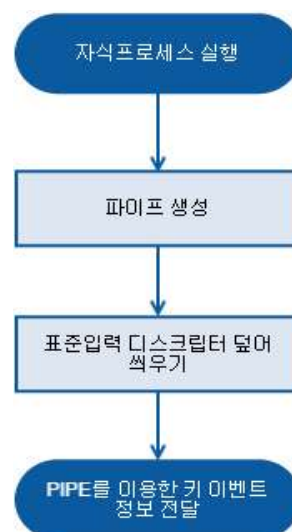 자식프로세스 실행
파이프 생성
표준입력 디스크립터 덮어
씌우기
PIPE를 이용한 키 이벤트
정보 전달